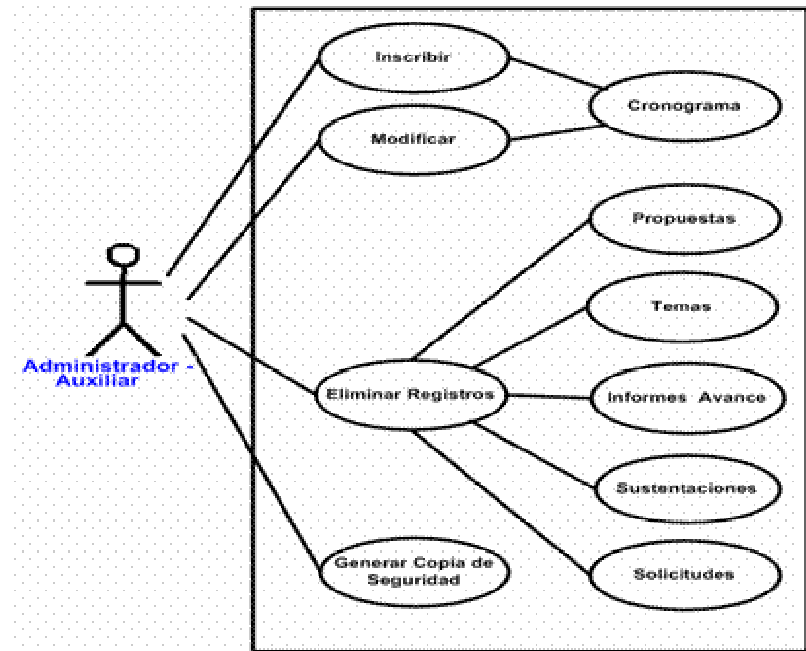 Inscribir
Cronograma
Modificar
Propuestas
Temas
Administrador -
Auxiliar
Eliminar Registros
Informes Avance
Sustentaciones
Generar Copia de
Seguridad
Solicitudes